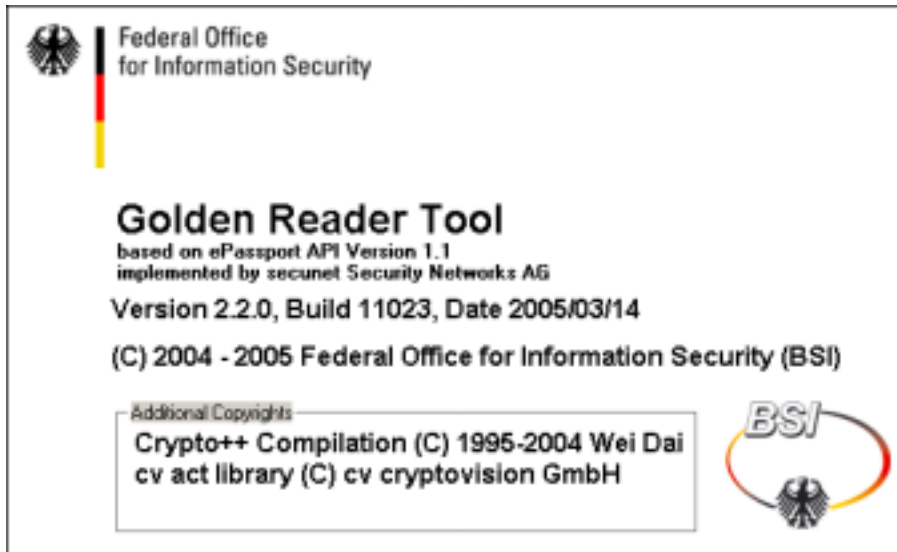 Federal Office
for Information Security
Golden Reader Tool
based on ePassport API Version 1.1
implemented by secunet Security Networks AG
Version 2.2.0, Build 11023, Date 2005/03/14
(C) 2004 - 2005 Federal Office for Information Security (BSI)
Additional Copyrights
Crypto++ Compilation (C) 1995-2004 Wei Dai
cv act library (C) cv cryptovision GmbH
BSI